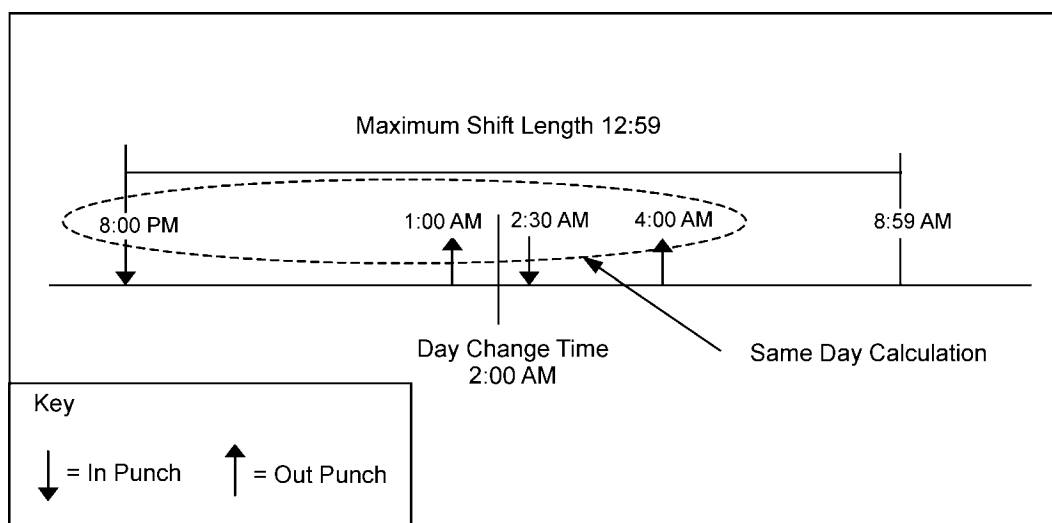 Maximum Shift Length 12:59
8:00 PM 1:00 AM 2:30 AM 4:00 AM 8:59 AM
Day Change Time
2:00 AM
Same Day Calculation
Key
= In Punch = Out Punch